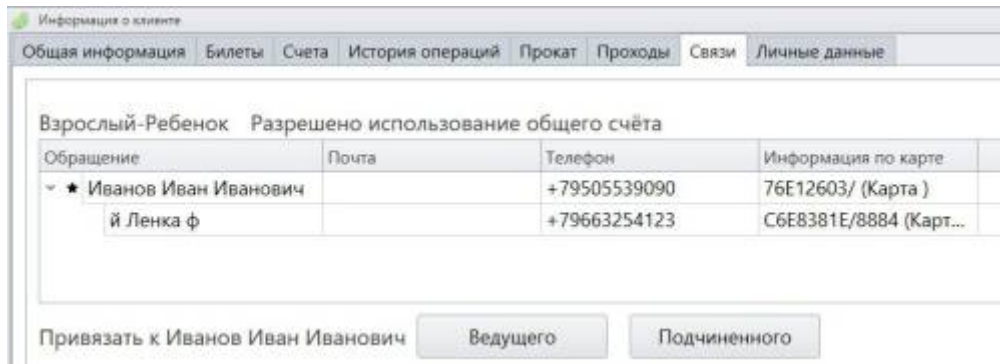 Информация о клиенте
Общая информация Билеты Счета История операций Прокат Проходы Связи Личные данные
Взрослый-Ребенок Разрешено использование общего счёта
Обращение Почта Телефон Информация по карте
Иванов Иван Иванович +79505539090 76E12603/ (Карта )
й Ленка ф +79663254123 C6E8381E/8884 (Карт...
Привязать к Иванов Иван Иванович Ведущего Подчиненного